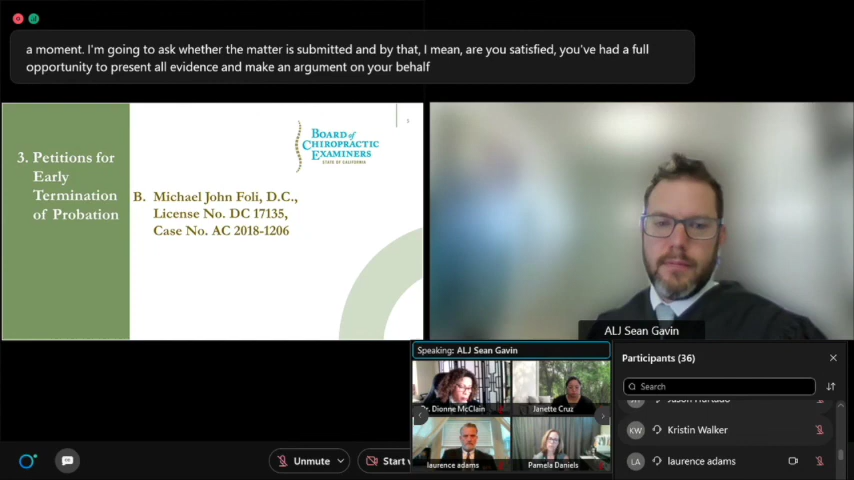 a moment. I'm going to ask whether the matter is submitted and by that, I mean, are you satisfied, you've had a full
opportunity to present all evidence and make an argument on your behalf
BOARD of
CHIROPRACTIC
EXAMINERS
STATE OF CALIFORNIA
3. Petitions for
Early
Termination
of Probation
B. Michael John Foli, D.C.,
License No. DC 17135,
Case No. AC 2018-1206
ALJ Sean Gavin
Speaking: ALJ Sean Gavin
Dr. Dionne McClain
Janette Cruz
laurence adams
Pamela Daniels
Participants (36)
Search
KW Kristin Walker
LA laurence adams
Unmute
Start